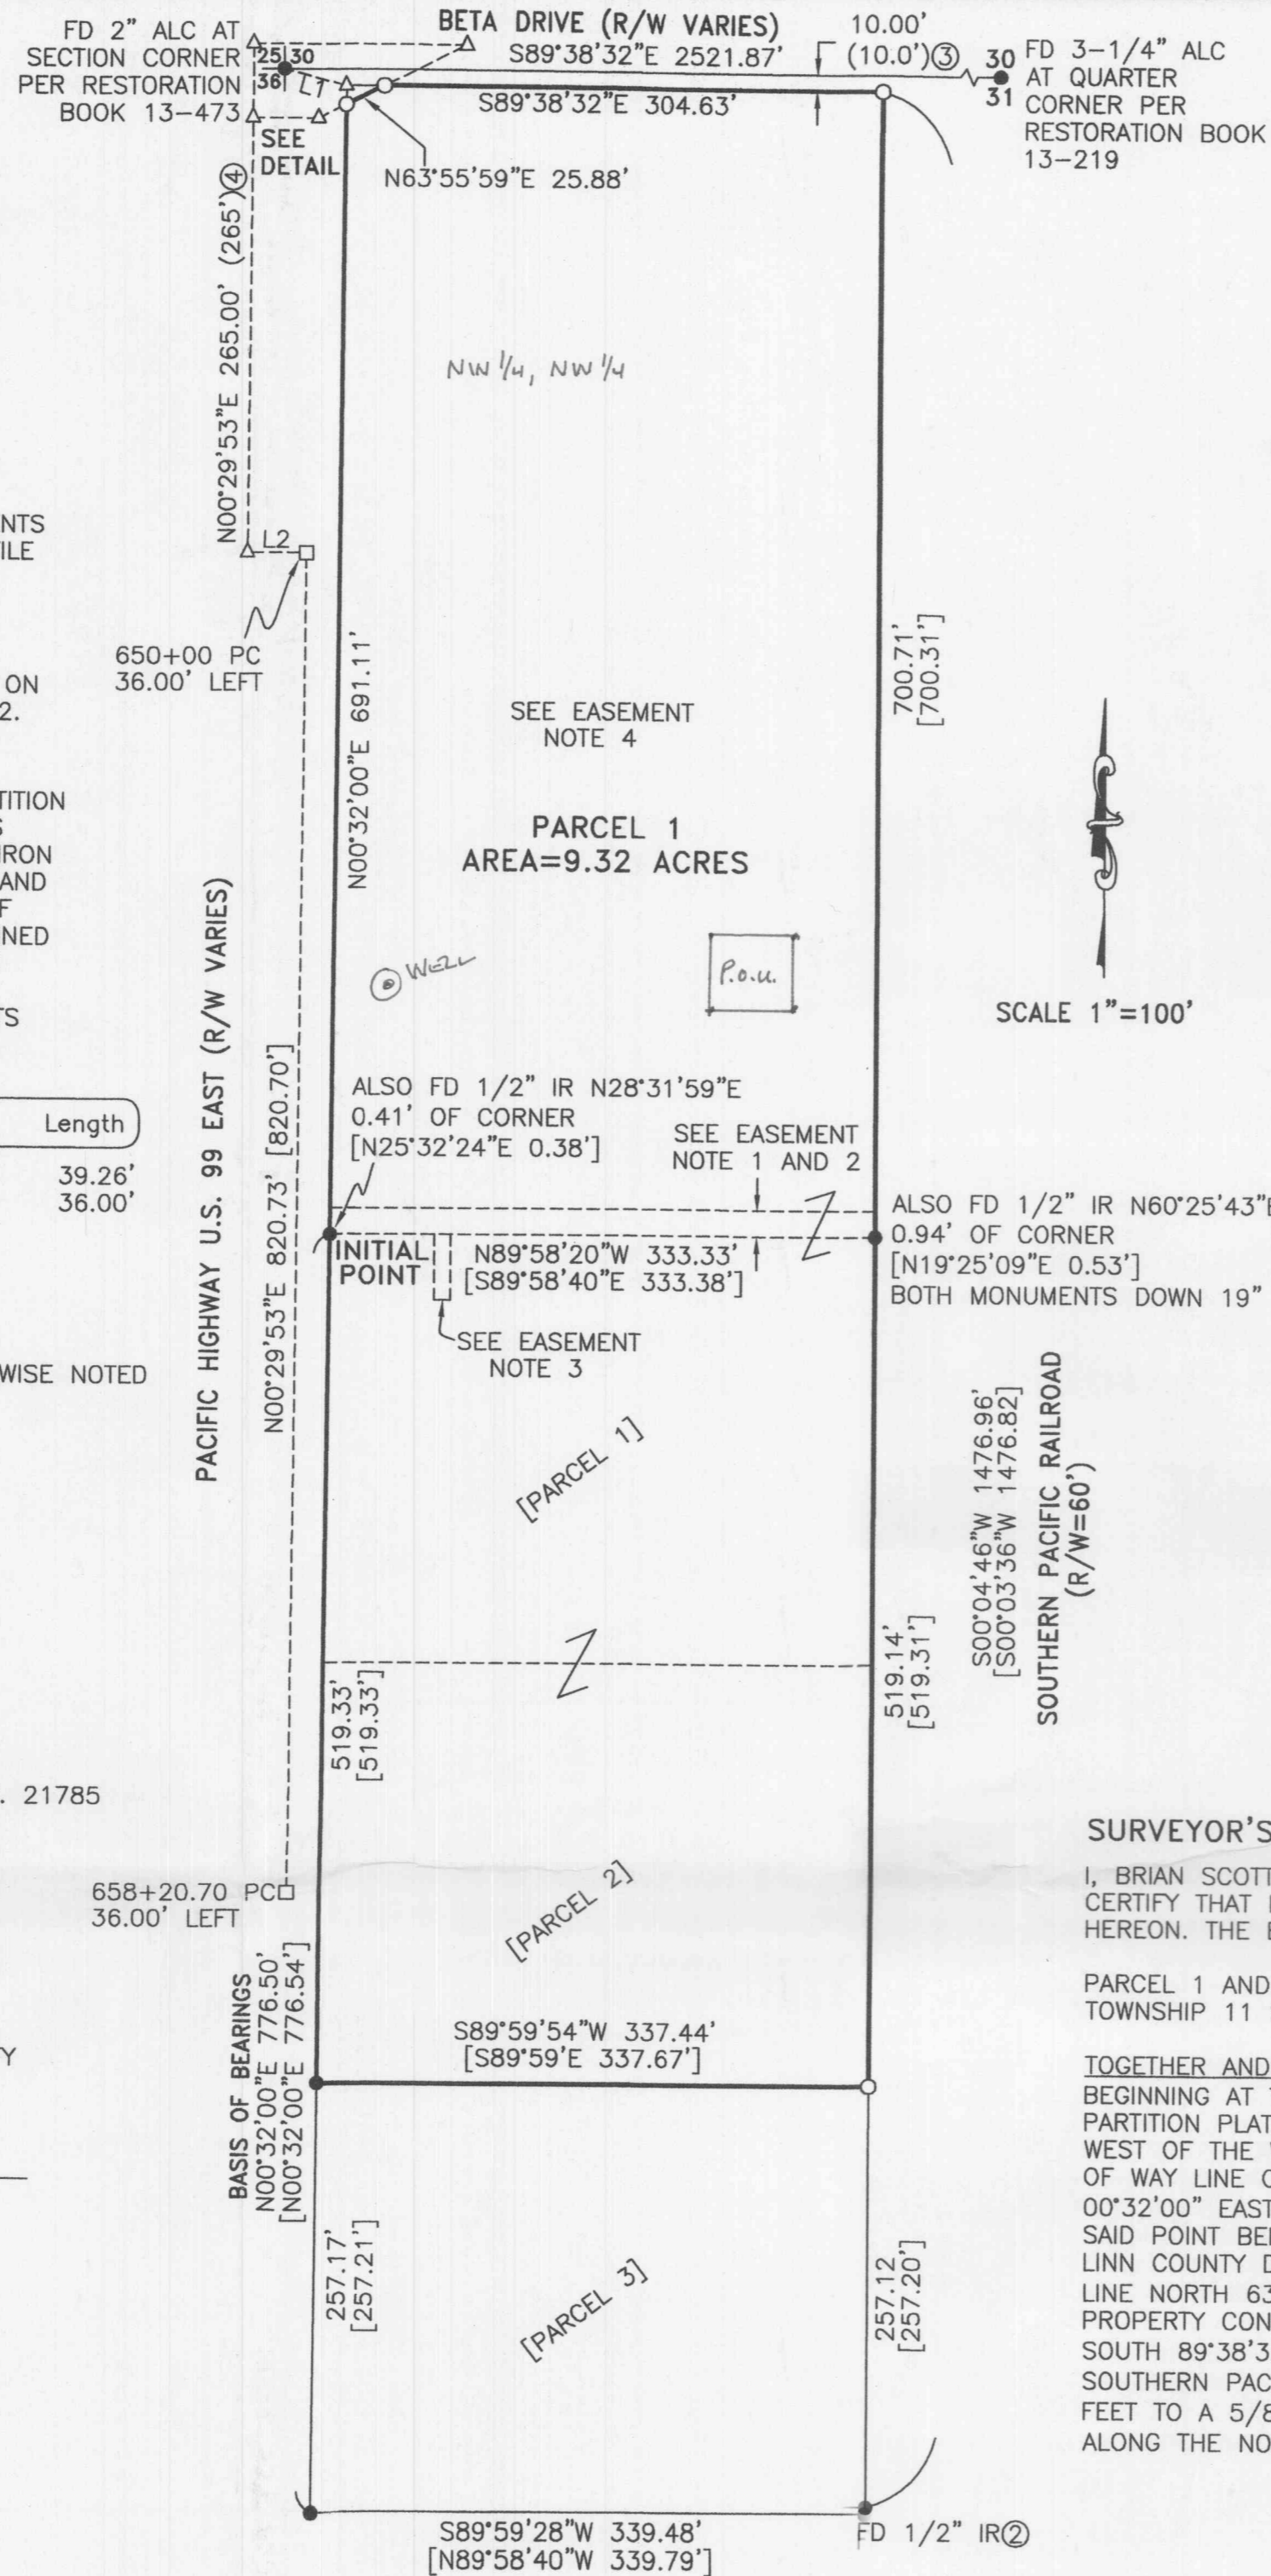 BETA DRIVE (R/W VARIES)
S89°38'32"E 2521.87'
10.00'
(10.0')③
FD 2" ALC AT
SECTION CORNER
PER RESTORATION
BOOK 13-473
25 30
36
L1
SEE
DETAIL
30
31
FD 3-1/4" ALC
AT QUARTER
CORNER PER
RESTORATION BOOK
13-219
S89°38'32"E 304.63'
N63°55'59"E 25.88'
N00°29'53"E 265.00' (265')④
NW 1/4, NW 1/4
NTS
ILE
L2
650+00 PC
36.00' LEFT
ON
2.
N00°32'00"E 691.11'
700.71'
[700.31']
SEE EASEMENT
NOTE 4
PARCEL 1
AREA=9.32 ACRES
TITION
S
IRON
AND
F
NED
TS
WELL
P.O.U.
SCALE 1"=100'
PACIFIC HIGHWAY U.S. 99 EAST (R/W VARIES)
N00°29'53"E 820.73' [820.70']
Length
39.26'
36.00'
ALSO FD 1/2" IR N28°31'59"E
0.41' OF CORNER
[N25°32'24"E 0.38']
SEE EASEMENT
NOTE 1 AND 2
INITIAL
POINT
N89°58'20"W 333.33'
[S89°58'40"E 333.38']
ALSO FD 1/2" IR N60°25'43"E
0.94' OF CORNER
[N19°25'09"E 0.53']
BOTH MONUMENTS DOWN 19"
SEE EASEMENT
NOTE 3
WISE NOTED
[PARCEL 1]
S00°04'46"W 1476.96'
[S00°03'36"W 1476.82]
SOUTHERN PACIFIC RAILROAD
(R/W=60')
519.33'
[519.33']
519.14'
[519.31']
. 21785
658+20.70 PC
36.00' LEFT
[PARCEL 2]
BASIS OF BEARINGS
N00°32'00"E 776.50'
[N00°32'00"E 776.54']
S89°59'54"W 337.44'
[S89°59'E 337.67']
Y
257.17'
[257.21']
257.12
[257.20']
[PARCEL 3]
S89°59'28"W 339.48'
[N89°58'40"W 339.79']
FD 1/2" IR②
SURVEYOR'S
I, BRIAN SCOTT
CERTIFY THAT
HEREON. THE
PARCEL 1 AND
TOWNSHIP 11
TOGETHER AND
BEGINNING AT
PARTITION PLAT
WEST OF THE
OF WAY LINE
00°32'00" EAST
SAID POINT BE
LINN COUNTY
LINE NORTH 63
PROPERTY CON
SOUTH 89°38'3
SOUTHERN PAC
FEET TO A 5/8
ALONG THE NO